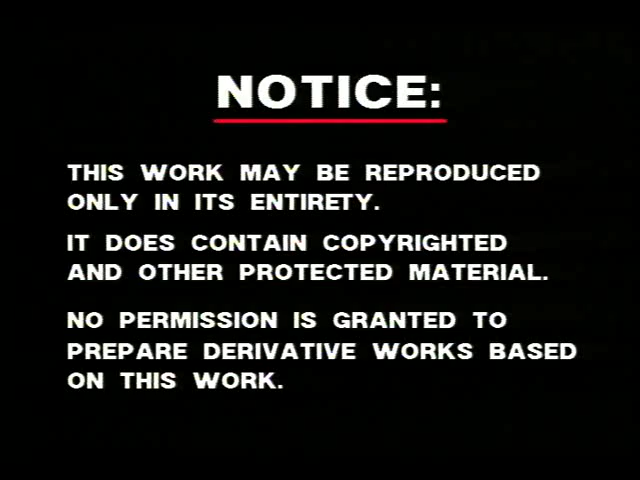 NOTICE:
THIS WORK MAY BE REPRODUCED
ONLY IN ITS ENTIRETY.
IT DOES CONTAIN COPYRIGHTED
AND OTHER PROTECTED MATERIAL.
NO PERMISSION IS GRANTED TO
PREPARE DERIVATIVE WORKS BASED
ON THIS WORK.